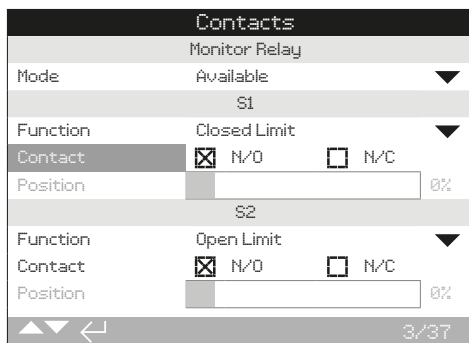 Contacts
Monitor Relay
Mode Available
S1
Function Closed Limit
Contact N/O N/C
Position 0%
S2
Function Open Limit
Contact N/O N/C
Position 0%
3/37